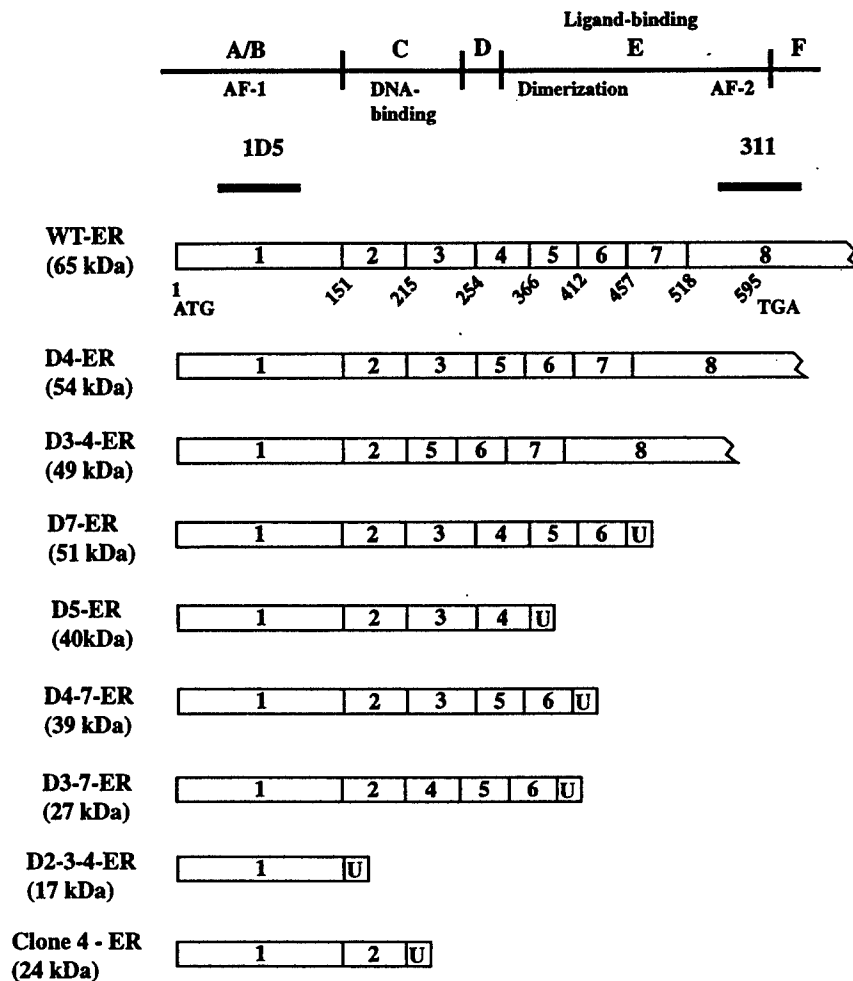 Ligand-binding
A/B C D E F
AF-1 DNA-binding Dimerization AF-2
1D5 311
WT-ER
(65 kDa)
1 2 3 4 5 6 7 8
1 151 215 254 366 412 457 518 595
ATG TGA
D4-ER
(54 kDa)
1 2 3 5 6 7 8
D3-4-ER
(49 kDa)
1 2 5 6 7 8
D7-ER
(51 kDa)
1 2 3 4 5 6 U
D5-ER
(40kDa)
1 2 3 4 U
D4-7-ER
(39 kDa)
1 2 3 5 6 U
D3-7-ER
(27 kDa)
1 2 4 5 6 U
D2-3-4-ER
(17 kDa)
1 U
Clone 4 - ER
(24 kDa)
1 2 U